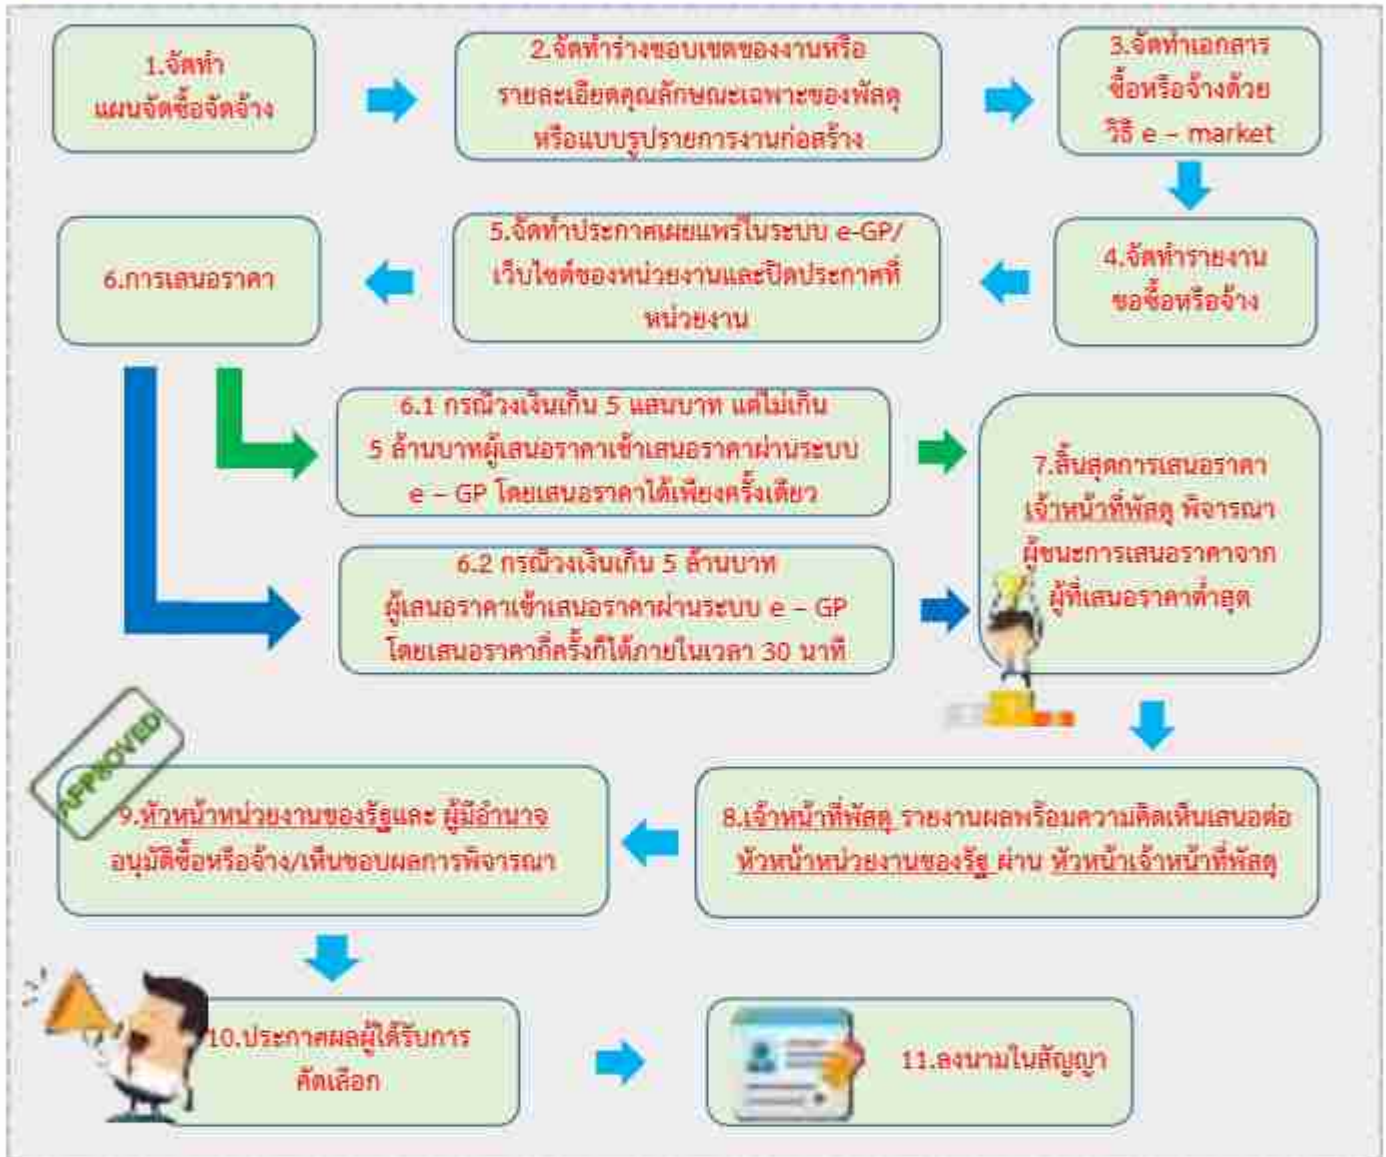 1.จัดทำ
แผนจัดซื้อจัดจ้าง
2.จัดทำร่างขอบเขตของงานหรือ
รายละเอียดคุณลักษณะเฉพาะของพัสดุ
หรือแบบรูปรายการงานก่อสร้าง
3.จัดทำเอกสาร
ซื้อหรือจ้างด้วย
วิธี e – market
4.จัดทำรายงาน
ขอซื้อหรือจ้าง
5.จัดทำประกาศเผยแพร่ในระบบ e-GP/
เว็บไซต์ของหน่วยงานและปิดประกาศที่
หน่วยงาน
6.การเสนอราคา
6.1 กรณีวงเงินเกิน 5 แสนบาท แต่ไม่เกิน
5 ล้านบาทผู้เสนอราคาเข้าเสนอราคาผ่านระบบ
e – GP โดยเสนอราคาได้เพียงครั้งเดียว
6.2 กรณีวงเงินเกิน 5 ล้านบาท
ผู้เสนอราคาเข้าเสนอราคาผ่านระบบ e – GP
โดยเสนอราคากี่ครั้งก็ได้ภายในเวลา 30 นาที
7.สิ้นสุดการเสนอราคา
เจ้าหน้าที่พัสดุ พิจารณา
ผู้ชนะการเสนอราคาจาก
ผู้ที่เสนอราคาต่ำสุด
8.เจ้าหน้าที่พัสดุ รายงานผลพร้อมความคิดเห็นเสนอต่อ
หัวหน้าหน่วยงานของรัฐ ผ่าน หัวหน้าเจ้าหน้าที่พัสดุ
APPROVED
9.หัวหน้าหน่วยงานของรัฐและ ผู้มีอำนาจ
อนุมัติซื้อหรือจ้าง/เห็นชอบผลการพิจารณา
10.ประกาศผลผู้ได้รับการ
คัดเลือก
11.ลงนามในสัญญา